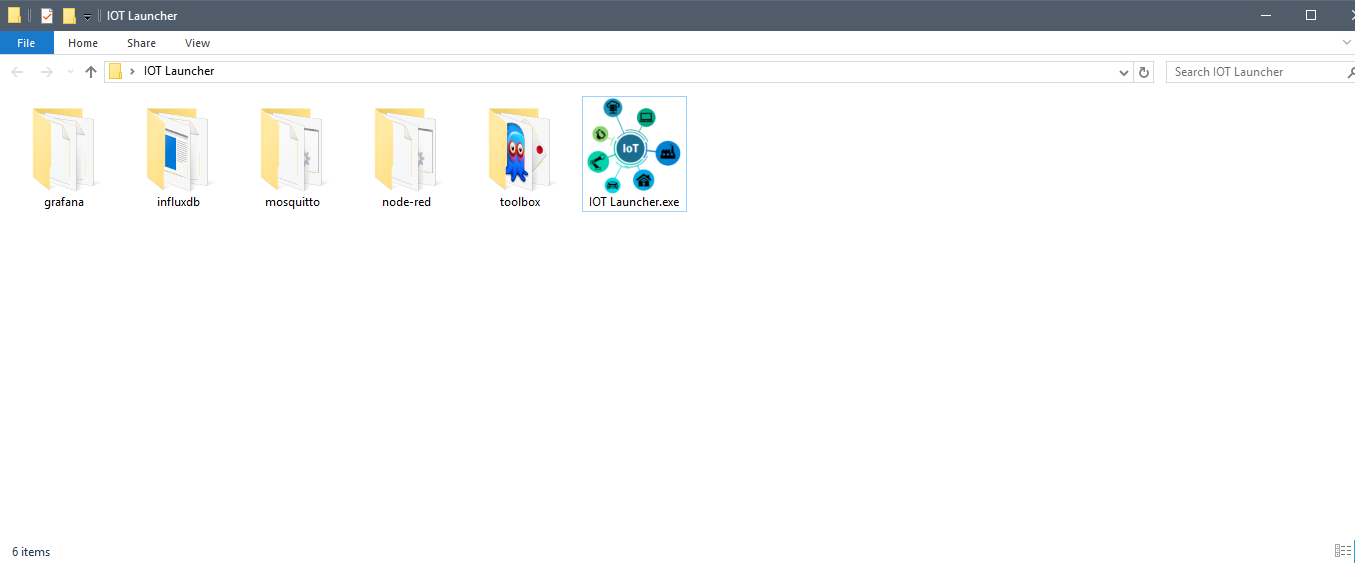 IOT Launcher
File Home Share View
IOT Launcher
Search IOT Launcher
IoT
grafana influxdb mosquitto node-red toolbox IOT Launcher.exe
6 items